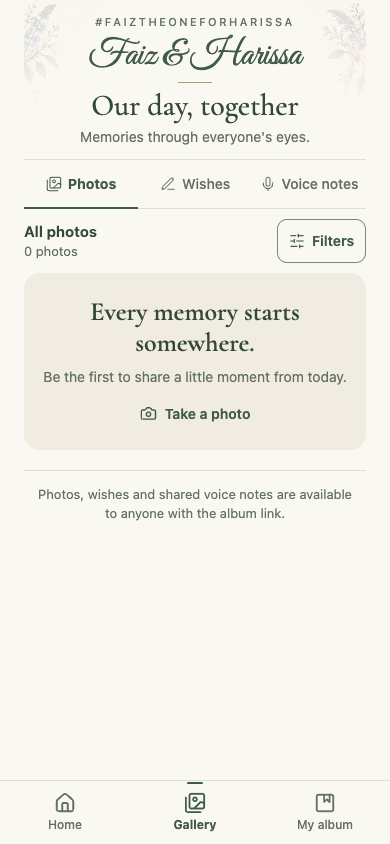 #FAIZTHEONEFORHARISSA
Faiz & Harissa
Our day, together
Memories through everyone's eyes.
Photos
Wishes
Voice notes
All photos
0 photos
Filters
Every memory starts
somewhere.
Be the first to share a little moment from today.
Take a photo
Photos, wishes and shared voice notes are available
to anyone with the album link.
Home
Gallery
My album